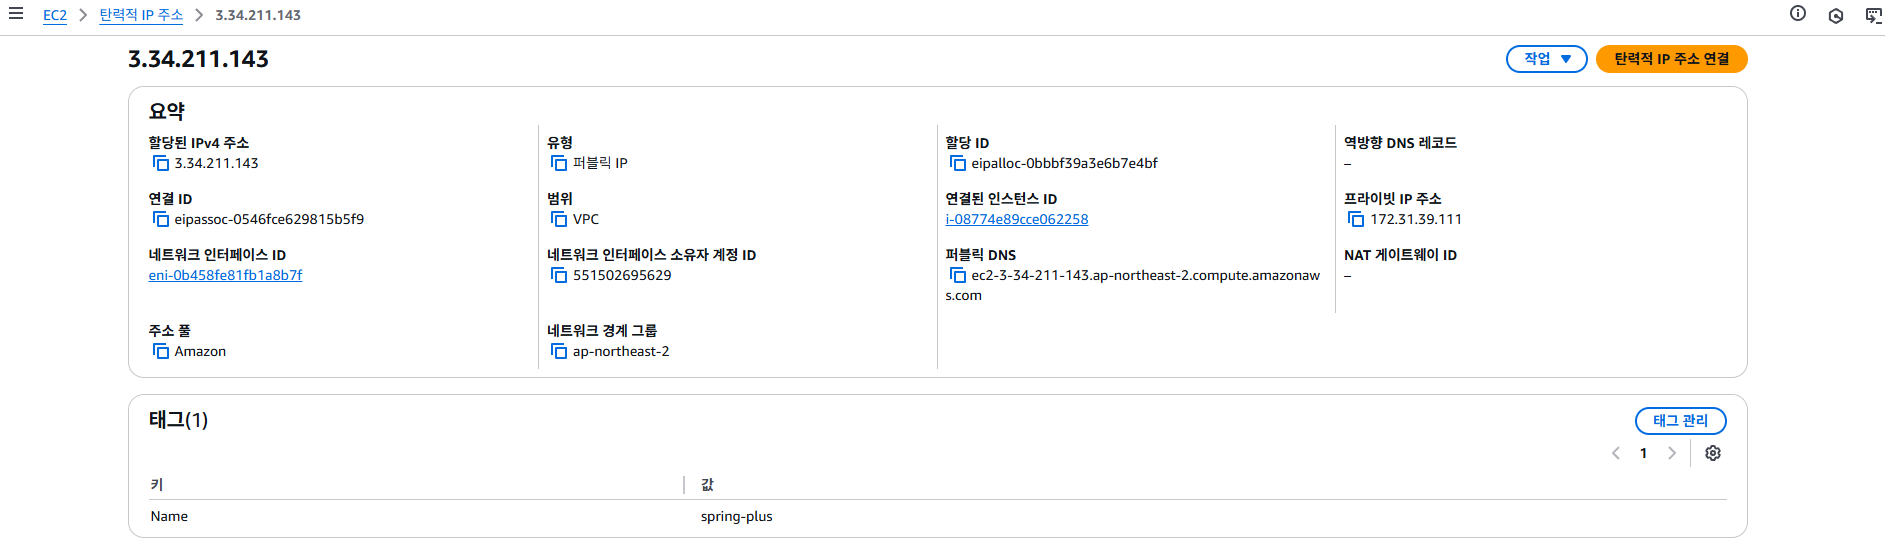 EC2 > 탄력적 IP 주소 > 3.34.211.143
3.34.211.143
작업 ▼
탄력적 IP 주소 연결
요약
할당된 IPv4 주소
3.34.211.143
유형
퍼블릭 IP
할당 ID
eipalloc-0bbbf39a3e6b7e4bf
역방향 DNS 레코드
–
연결 ID
eipassoc-0546fce629815b5f9
범위
VPC
연결된 인스턴스 ID
i-08774e89cce062258
프라이빗 IP 주소
172.31.39.111
네트워크 인터페이스 ID
eni-0b458fe81fb1a8b7f
네트워크 인터페이스 소유자 계정 ID
551502695629
퍼블릭 DNS
ec2-3-34-211-143.ap-northeast-2.compute.amazonaw
s.com
NAT 게이트웨이 ID
–
주소 풀
Amazon
네트워크 경계 그룹
ap-northeast-2
태그(1)
태그 관리
1
키
값
Name
spring-plus